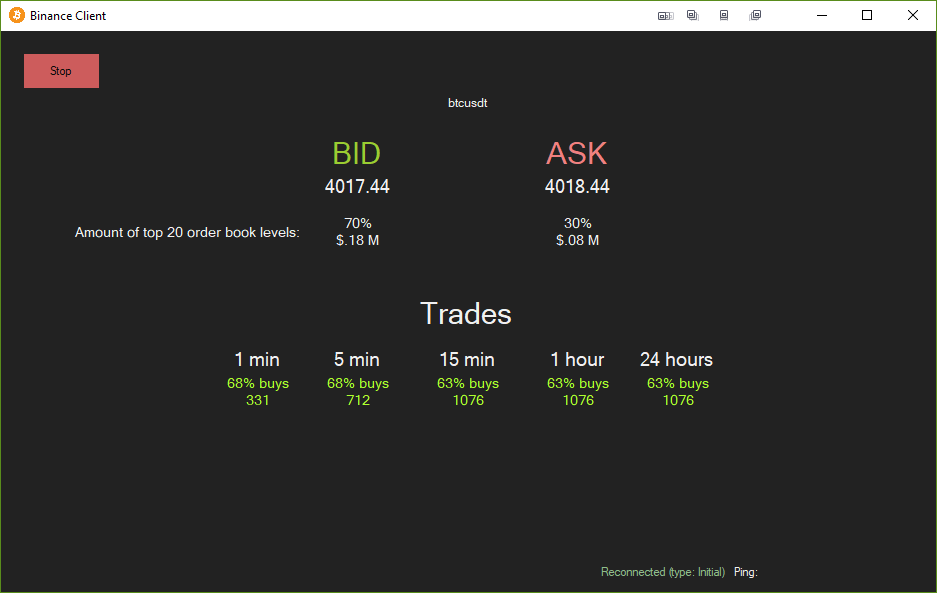 Binance Client
Stop
btcusdt
BID ASK
4017.44 4018.44
Amount of top 20 order book levels: 70% 30%
$.18 M $.08 M
Trades
1 min 5 min 15 min 1 hour 24 hours
68% buys 68% buys 63% buys 63% buys 63% buys
331 712 1076 1076 1076
Reconnected (type: Initial) Ping: